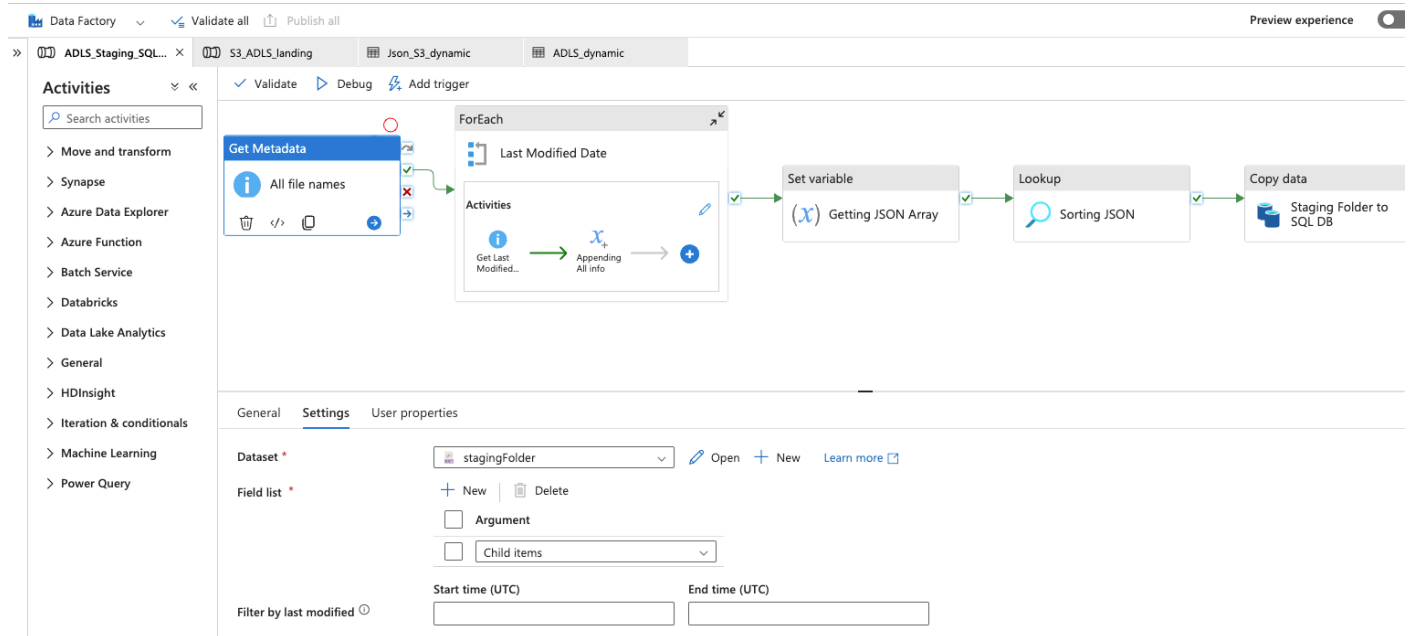 Data Factory
Validate all
Publish all
Preview experience
ADLS_Staging_SQL...
S3_ADLS_landing
Json_S3_dynamic
ADLS_dynamic
Activities
Validate
Debug
Add trigger
Search activities
Move and transform
Synapse
Azure Data Explorer
Azure Function
Batch Service
Databricks
Data Lake Analytics
General
HDInsight
Iteration & conditionals
Machine Learning
Power Query
Get Metadata
All file names
ForEach
Last Modified Date
Activities
Get Last
Modified...
Appending
All info
Set variable
(x) Getting JSON Array
Lookup
Sorting JSON
Copy data
Staging Folder to
SQL DB
General
Settings
User properties
Dataset *
stagingFolder
Open
New
Learn more
Field list *
New
Delete
Argument
Child items
Start time (UTC)
End time (UTC)
Filter by last modified